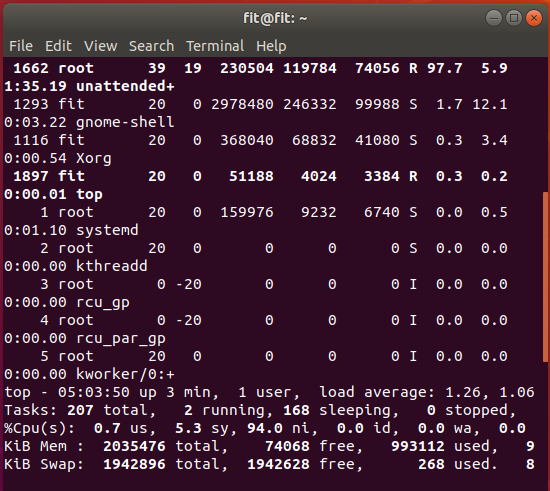 fit@fit: ~
File Edit View Search Terminal Help
1662 root 39 19 230504 119784 74056 R 97.7 5.9
1:35.19 unattended+
1293 fit 20 0 2978480 246332 99988 S 1.7 12.1
0:03.22 gnome-shell
1116 fit 20 0 368040 68832 41080 S 0.3 3.4
0:00.54 Xorg
1897 fit 20 0 51188 4024 3384 R 0.3 0.2
0:00.01 top
1 root 20 0 159976 9232 6740 S 0.0 0.5
0:01.10 systemd
2 root 20 0 0 0 0 S 0.0 0.0
0:00.00 kthreadd
3 root 0 -20 0 0 0 I 0.0 0.0
0:00.00 rcu_gp
4 root 0 -20 0 0 0 I 0.0 0.0
0:00.00 rcu_par_gp
5 root 20 0 0 0 0 I 0.0 0.0
0:00.00 kworker/0:+
top - 05:03:50 up 3 min, 1 user, load average: 1.26, 1.06
Tasks: 207 total, 2 running, 168 sleeping, 0 stopped,
%Cpu(s): 0.7 us, 5.3 sy, 94.0 ni, 0.0 id, 0.0 wa, 0.0
KiB Mem : 2035476 total, 74068 free, 993112 used, 9
KiB Swap: 1942896 total, 1942628 free, 268 used. 8